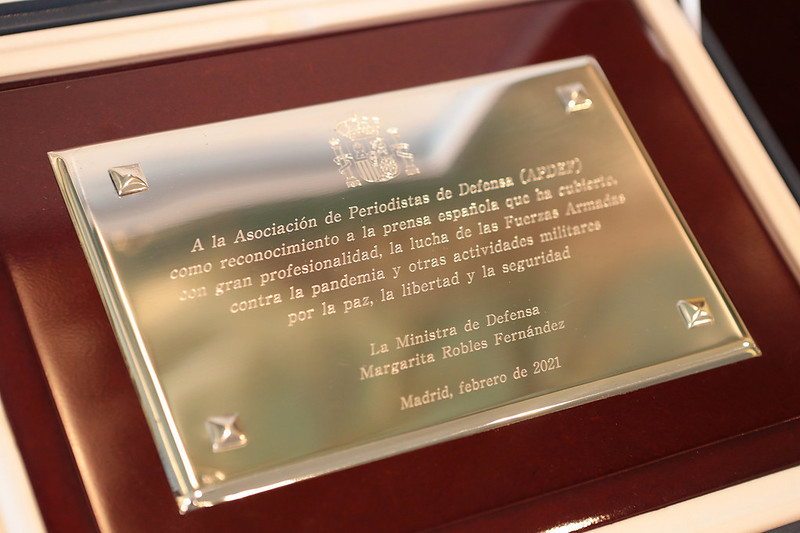 A la Asociación de Periodistas de Defensa (APDEF)
como reconocimiento a la prensa española que ha cubierto,
con gran profesionalidad, la lucha de las Fuerzas Armadas
contra la pandemia y otras actividades militares
por la paz, la libertad y la seguridad
La Ministra de Defensa
Margarita Robles Fernández
Madrid, febrero de 2021